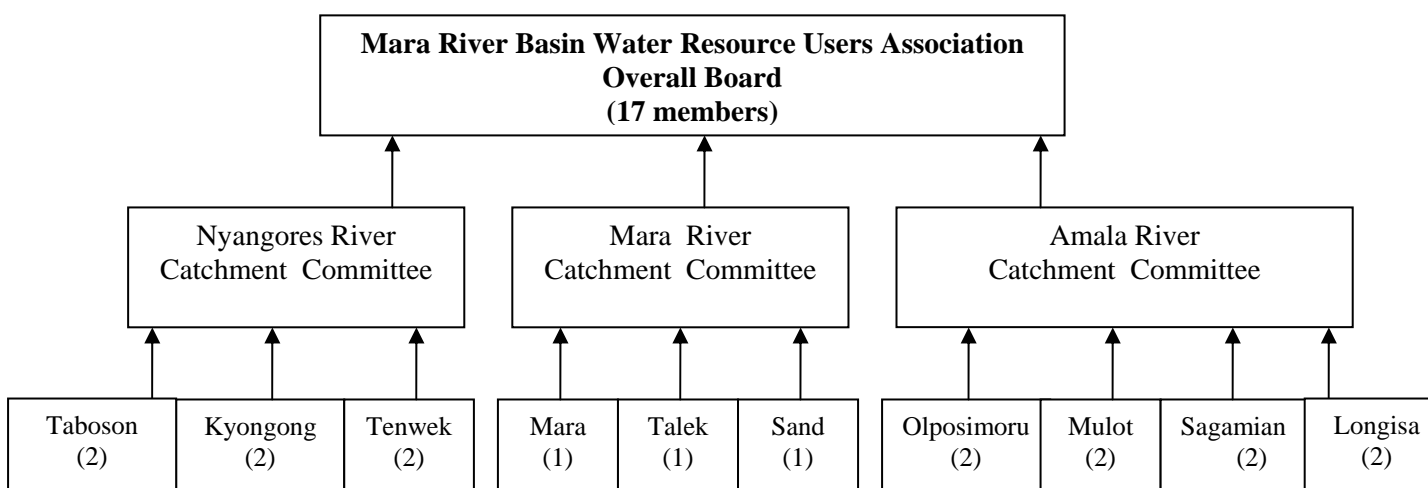 Mara River Basin Water Resource Users Association
Overall Board
(17 members)
Nyangores River
Catchment Committee
Mara River
Catchment Committee
Amala River
Catchment Committee
Taboson
(2)
Kyongong
(2)
Tenwek
(2)
Mara
(1)
Talek
(1)
Sand
(1)
Olposimoru
(2)
Mulot
(2)
Sagamian
(2)
Longisa
(2)